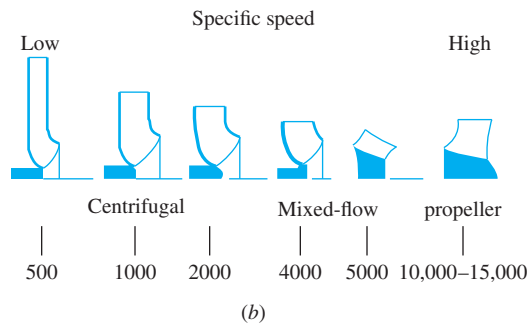 Specific speed
Low High
Centrifugal Mixed-flow propeller
500 1000 2000 4000 5000 10,000–15,000
(b)